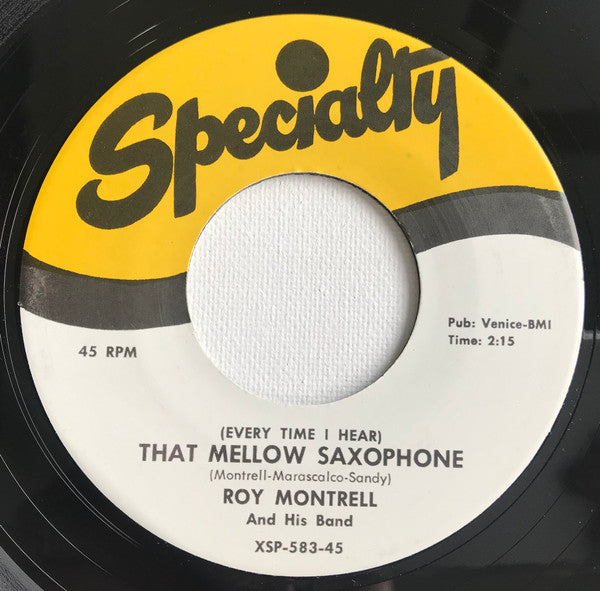 Specialty
45 RPM
Pub: Venice-BMI
Time: 2:15
(EVERY TIME I HEAR)
THAT MELLOW SAXOPHONE
(Montrell-Marascalco-Sandy)
ROY MONTRELL
And His Band
XSP-583-45